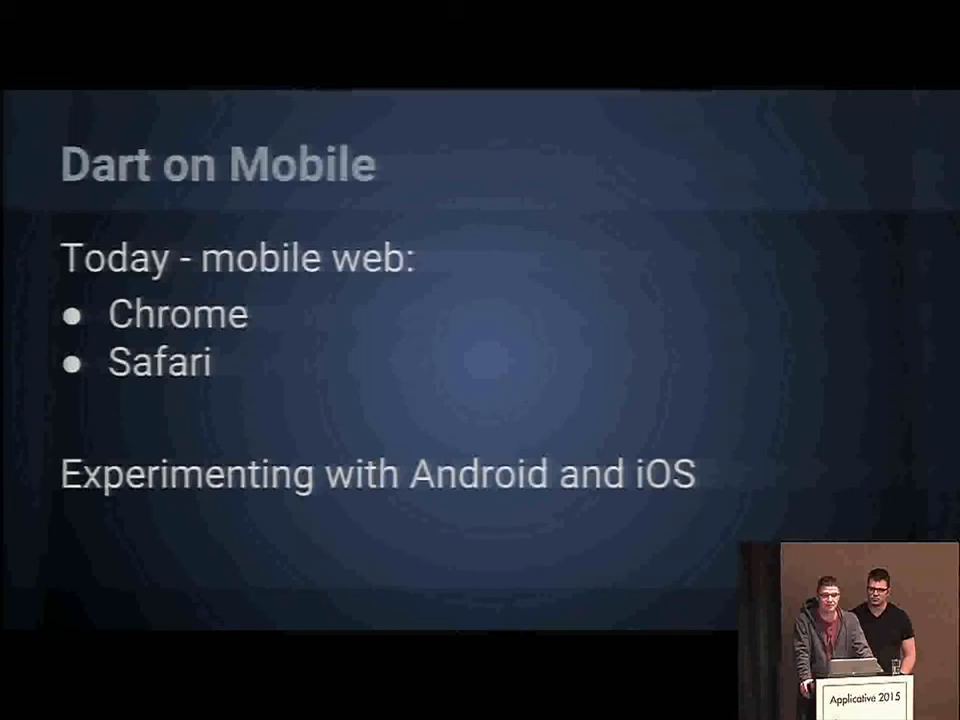 Dart on Mobile
Today - mobile web:
● Chrome
● Safari
Experimenting with Android and iOS
Applicative 2015